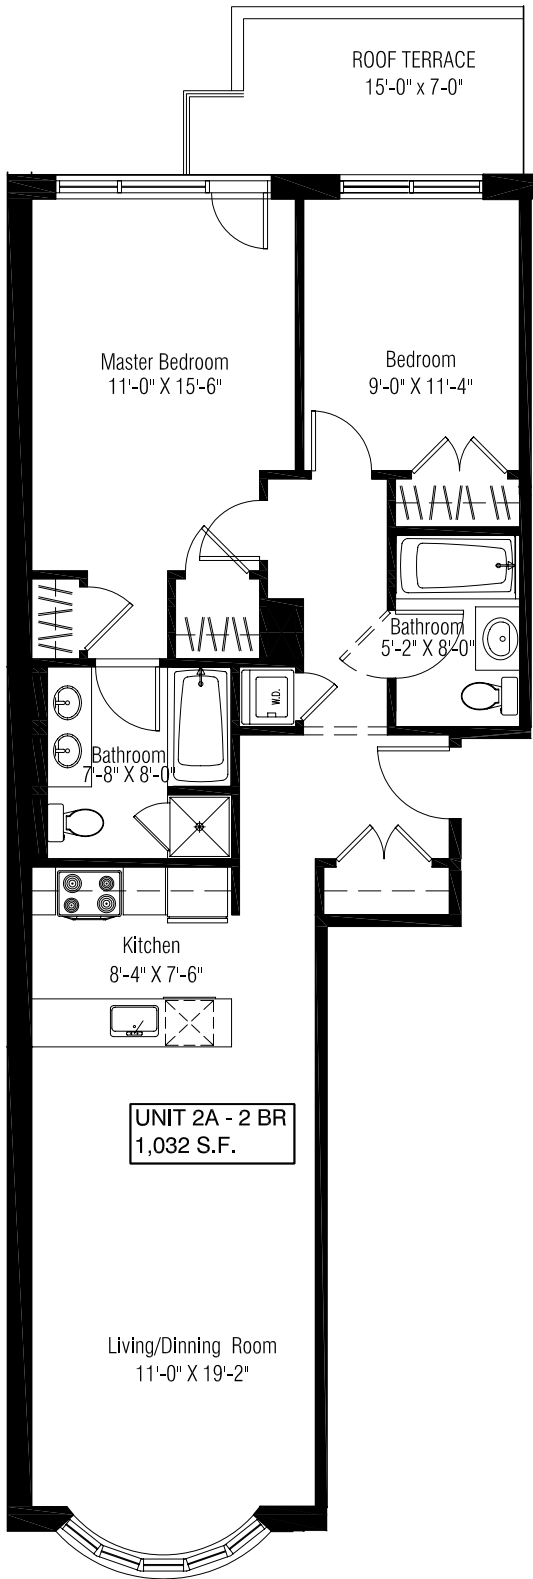 ROOF TERRACE
15'-0" x 7-0"
Master Bedroom
11'-0" X 15'-6"
Bedroom
9'-0" X 11'-4"
Bathroom
5'-2" X 8'-0"
W.D.
Bathroom
7'-8" X 8'-0"
Kitchen
8'-4" X 7'-6"
UNIT 2A - 2 BR
1,032 S.F.
Living/Dinning Room
11'-0" X 19'-2"